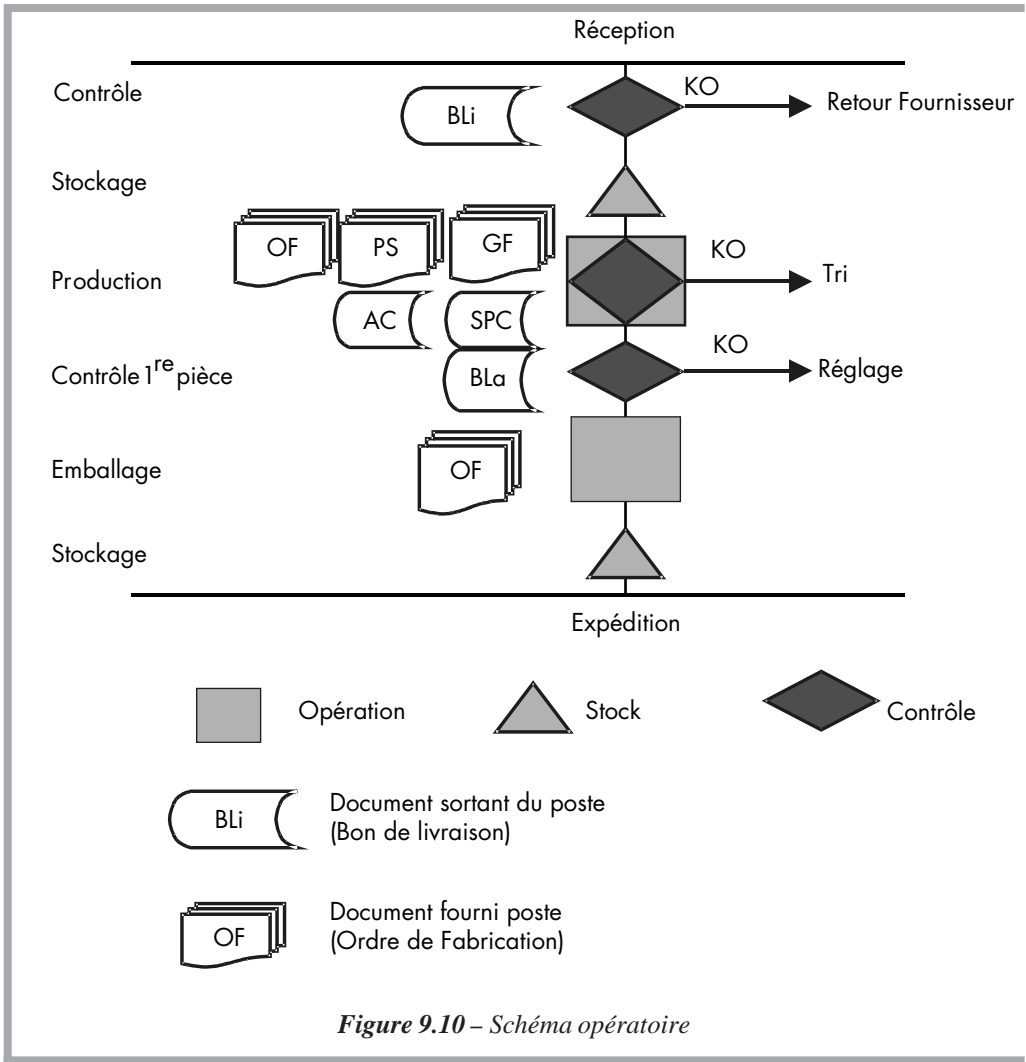 Réception
Contrôle
BLi
KO
Retour Fournisseur
Stockage
OF
PS
GF
Production
KO
Tri
AC
SPC
Contrôle 1re pièce
BLa
KO
Réglage
Emballage
OF
Stockage
Expédition
Opération
Stock
Contrôle
BLi
Document sortant du poste
(Bon de livraison)
OF
Document fourni poste
(Ordre de Fabrication)
Figure 9.10 – Schéma opératoire